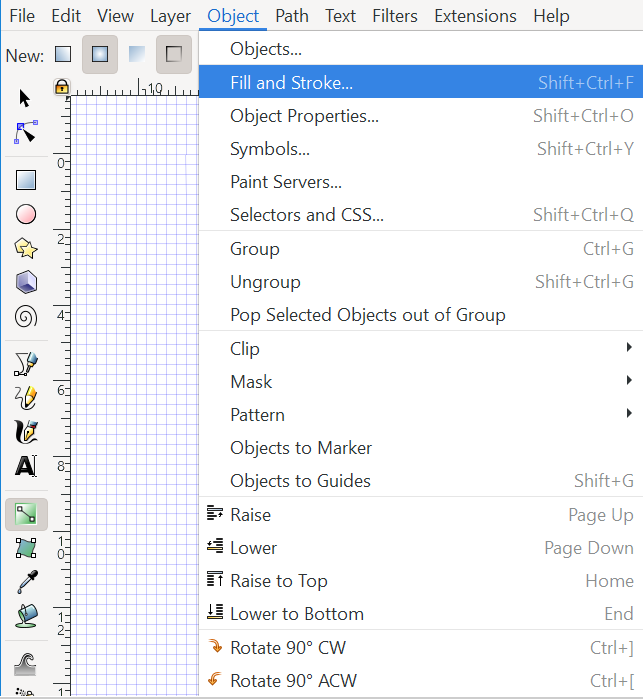 File Edit View Layer Object Path Text Filters Extensions Help
New:
-10
0
2
4
6
8
10
12
Objects...
Fill and Stroke... Shift+Ctrl+F
Object Properties... Shift+Ctrl+O
Symbols... Shift+Ctrl+Y
Paint Servers...
Selectors and CSS... Shift+Ctrl+Q
Group Ctrl+G
Ungroup Shift+Ctrl+G
Pop Selected Objects out of Group
Clip
Mask
Pattern
Objects to Marker
Objects to Guides Shift+G
Raise Page Up
Lower Page Down
Raise to Top Home
Lower to Bottom End
Rotate 90° CW Ctrl+]
Rotate 90° ACW Ctrl+[